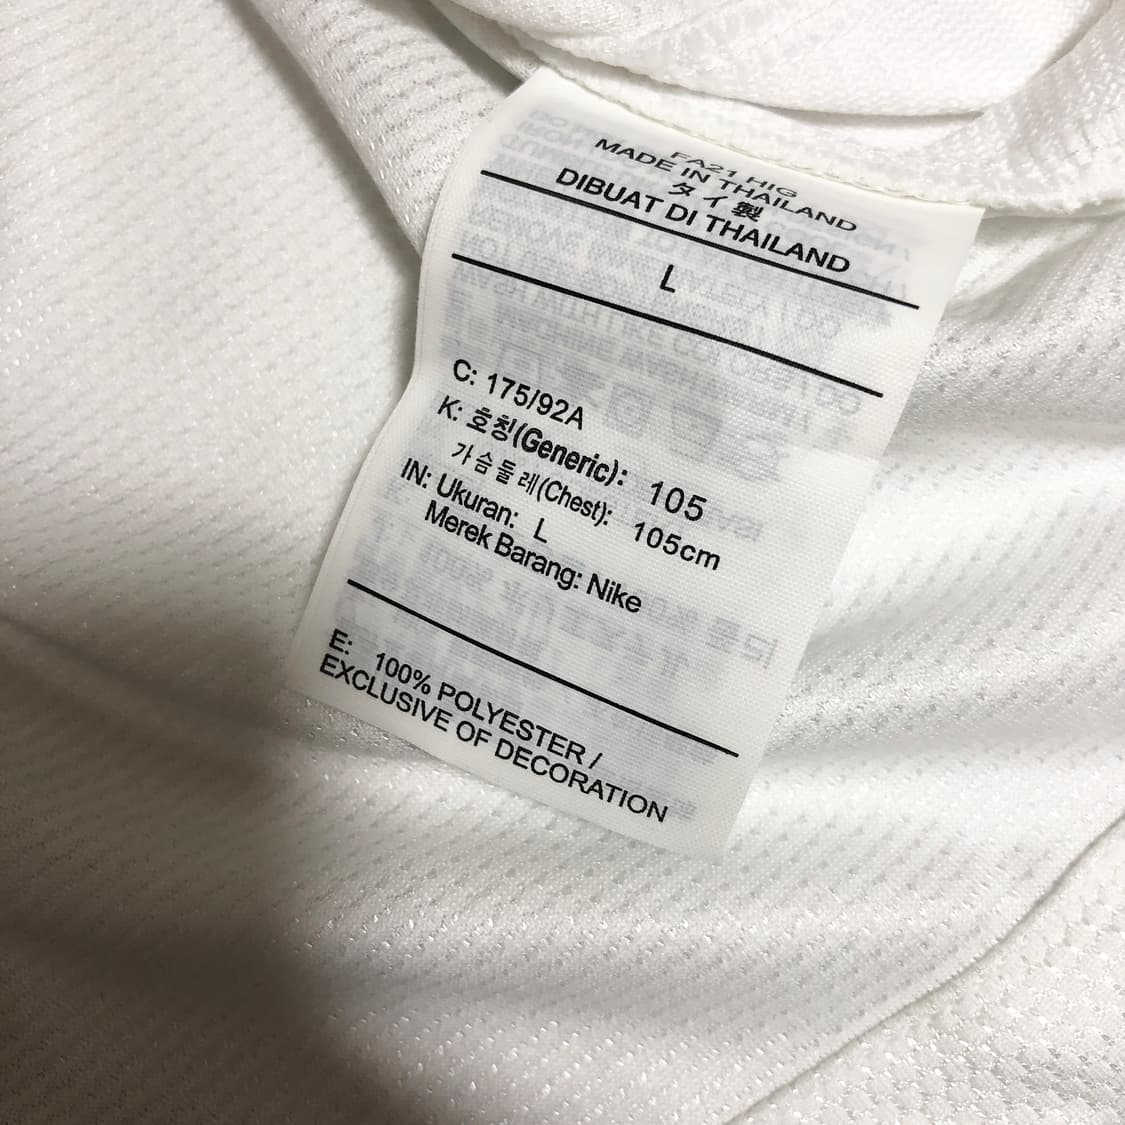 FA21 HIG
MADE IN THAILAND
タイ製
DIBUAT DI THAILAND
L
C: 175/92A
K: 호칭(Generic): 105
가슴둘레(Chest): 105cm
IN: Ukuran: L
Merek Barang: Nike
E: 100% POLYESTER /
EXCLUSIVE OF DECORATION